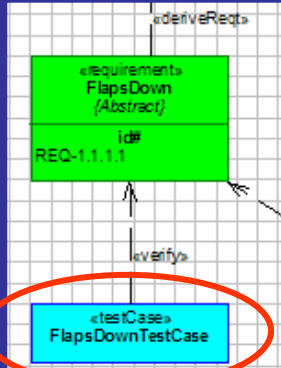 «deriveReqt»
«requirement»
FlapsDown
{Abstract}
id#
REQ-1.1.1.1
«verify»
«testCase»
FlapsDownTestCase